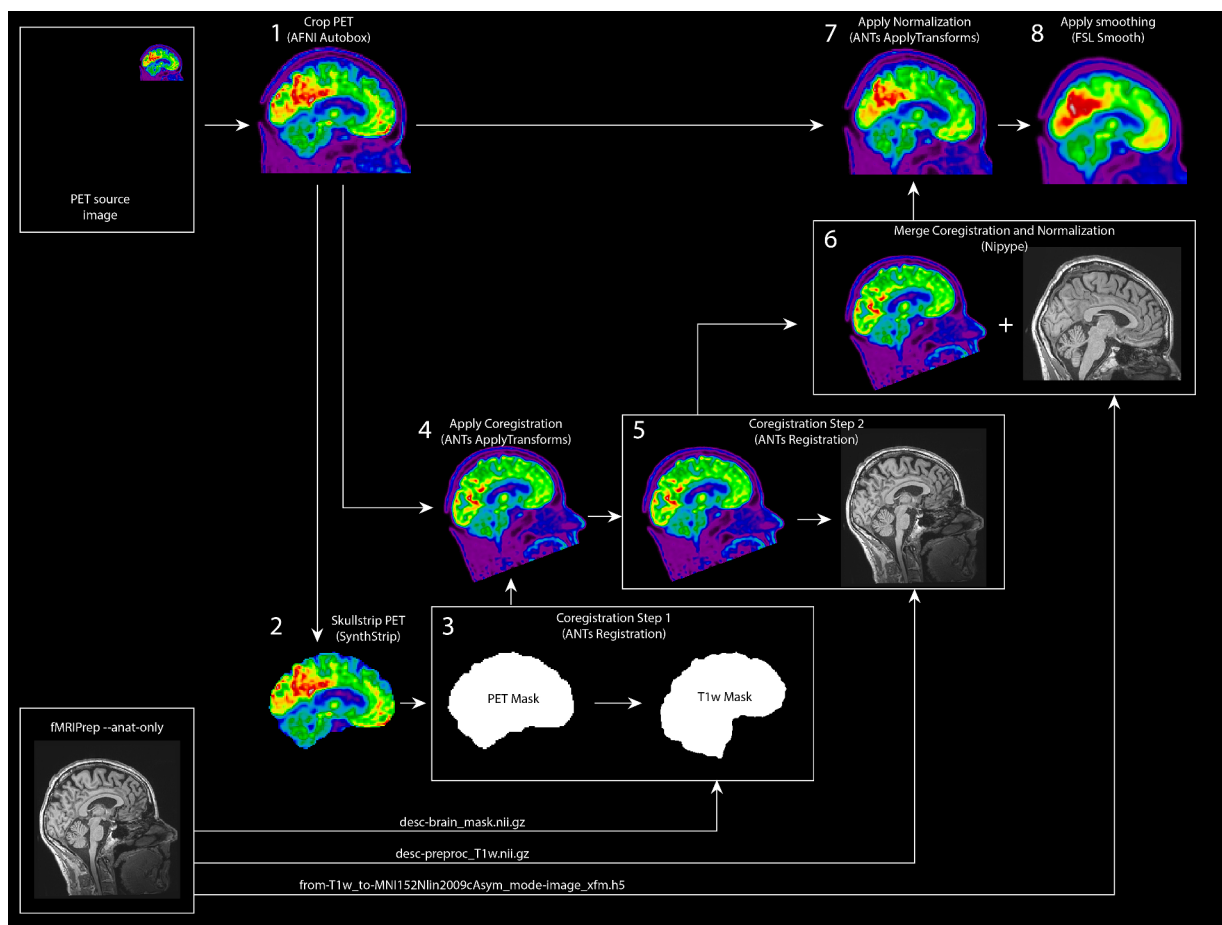 1
Crop PET
(AFNI Autobox)
7
Apply Normalization
(ANTs ApplyTransforms)
8
Apply smoothing
(FSL Smooth)
PET source
image
6
Merge Coregistration and Normalization
(Nipype)
+
4
Apply Coregistration
(ANTs ApplyTransforms)
5
Coregistration Step 2
(ANTs Registration)
2
Skullstrip PET
(SynthStrip)
3
Coregistration Step 1
(ANTs Registration)
PET Mask
T1w Mask
fMRIPrep --anat-only
desc-brain_mask.nii.gz
desc-preproc_T1w.nii.gz
from-T1w_to-MNI152Nlin2009cAsym_mode-image_xfm.h5